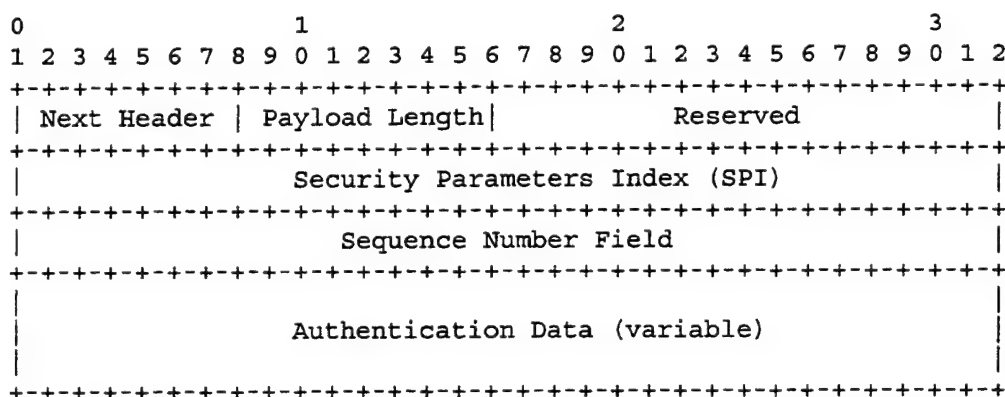 0 1 2 3
1 2 3 4 5 6 7 8 9 0 1 2 3 4 5 6 7 8 9 0 1 2 3 4 5 6 7 8 9 0 1 2
+-+-+-+-+-+-+-+-+-+-+-+-+-+-+-+-+-+-+-+-+-+-+-+-+-+-+-+-+-+-+-+
| Next Header | Payload Length| Reserved |
+-+-+-+-+-+-+-+-+-+-+-+-+-+-+-+-+-+-+-+-+-+-+-+-+-+-+-+-+-+-+-+
| Security Parameters Index (SPI) |
+-+-+-+-+-+-+-+-+-+-+-+-+-+-+-+-+-+-+-+-+-+-+-+-+-+-+-+-+-+-+-+
| Sequence Number Field |
+-+-+-+-+-+-+-+-+-+-+-+-+-+-+-+-+-+-+-+-+-+-+-+-+-+-+-+-+-+-+-+
| |
| Authentication Data (variable) |
| |
+-+-+-+-+-+-+-+-+-+-+-+-+-+-+-+-+-+-+-+-+-+-+-+-+-+-+-+-+-+-+-+